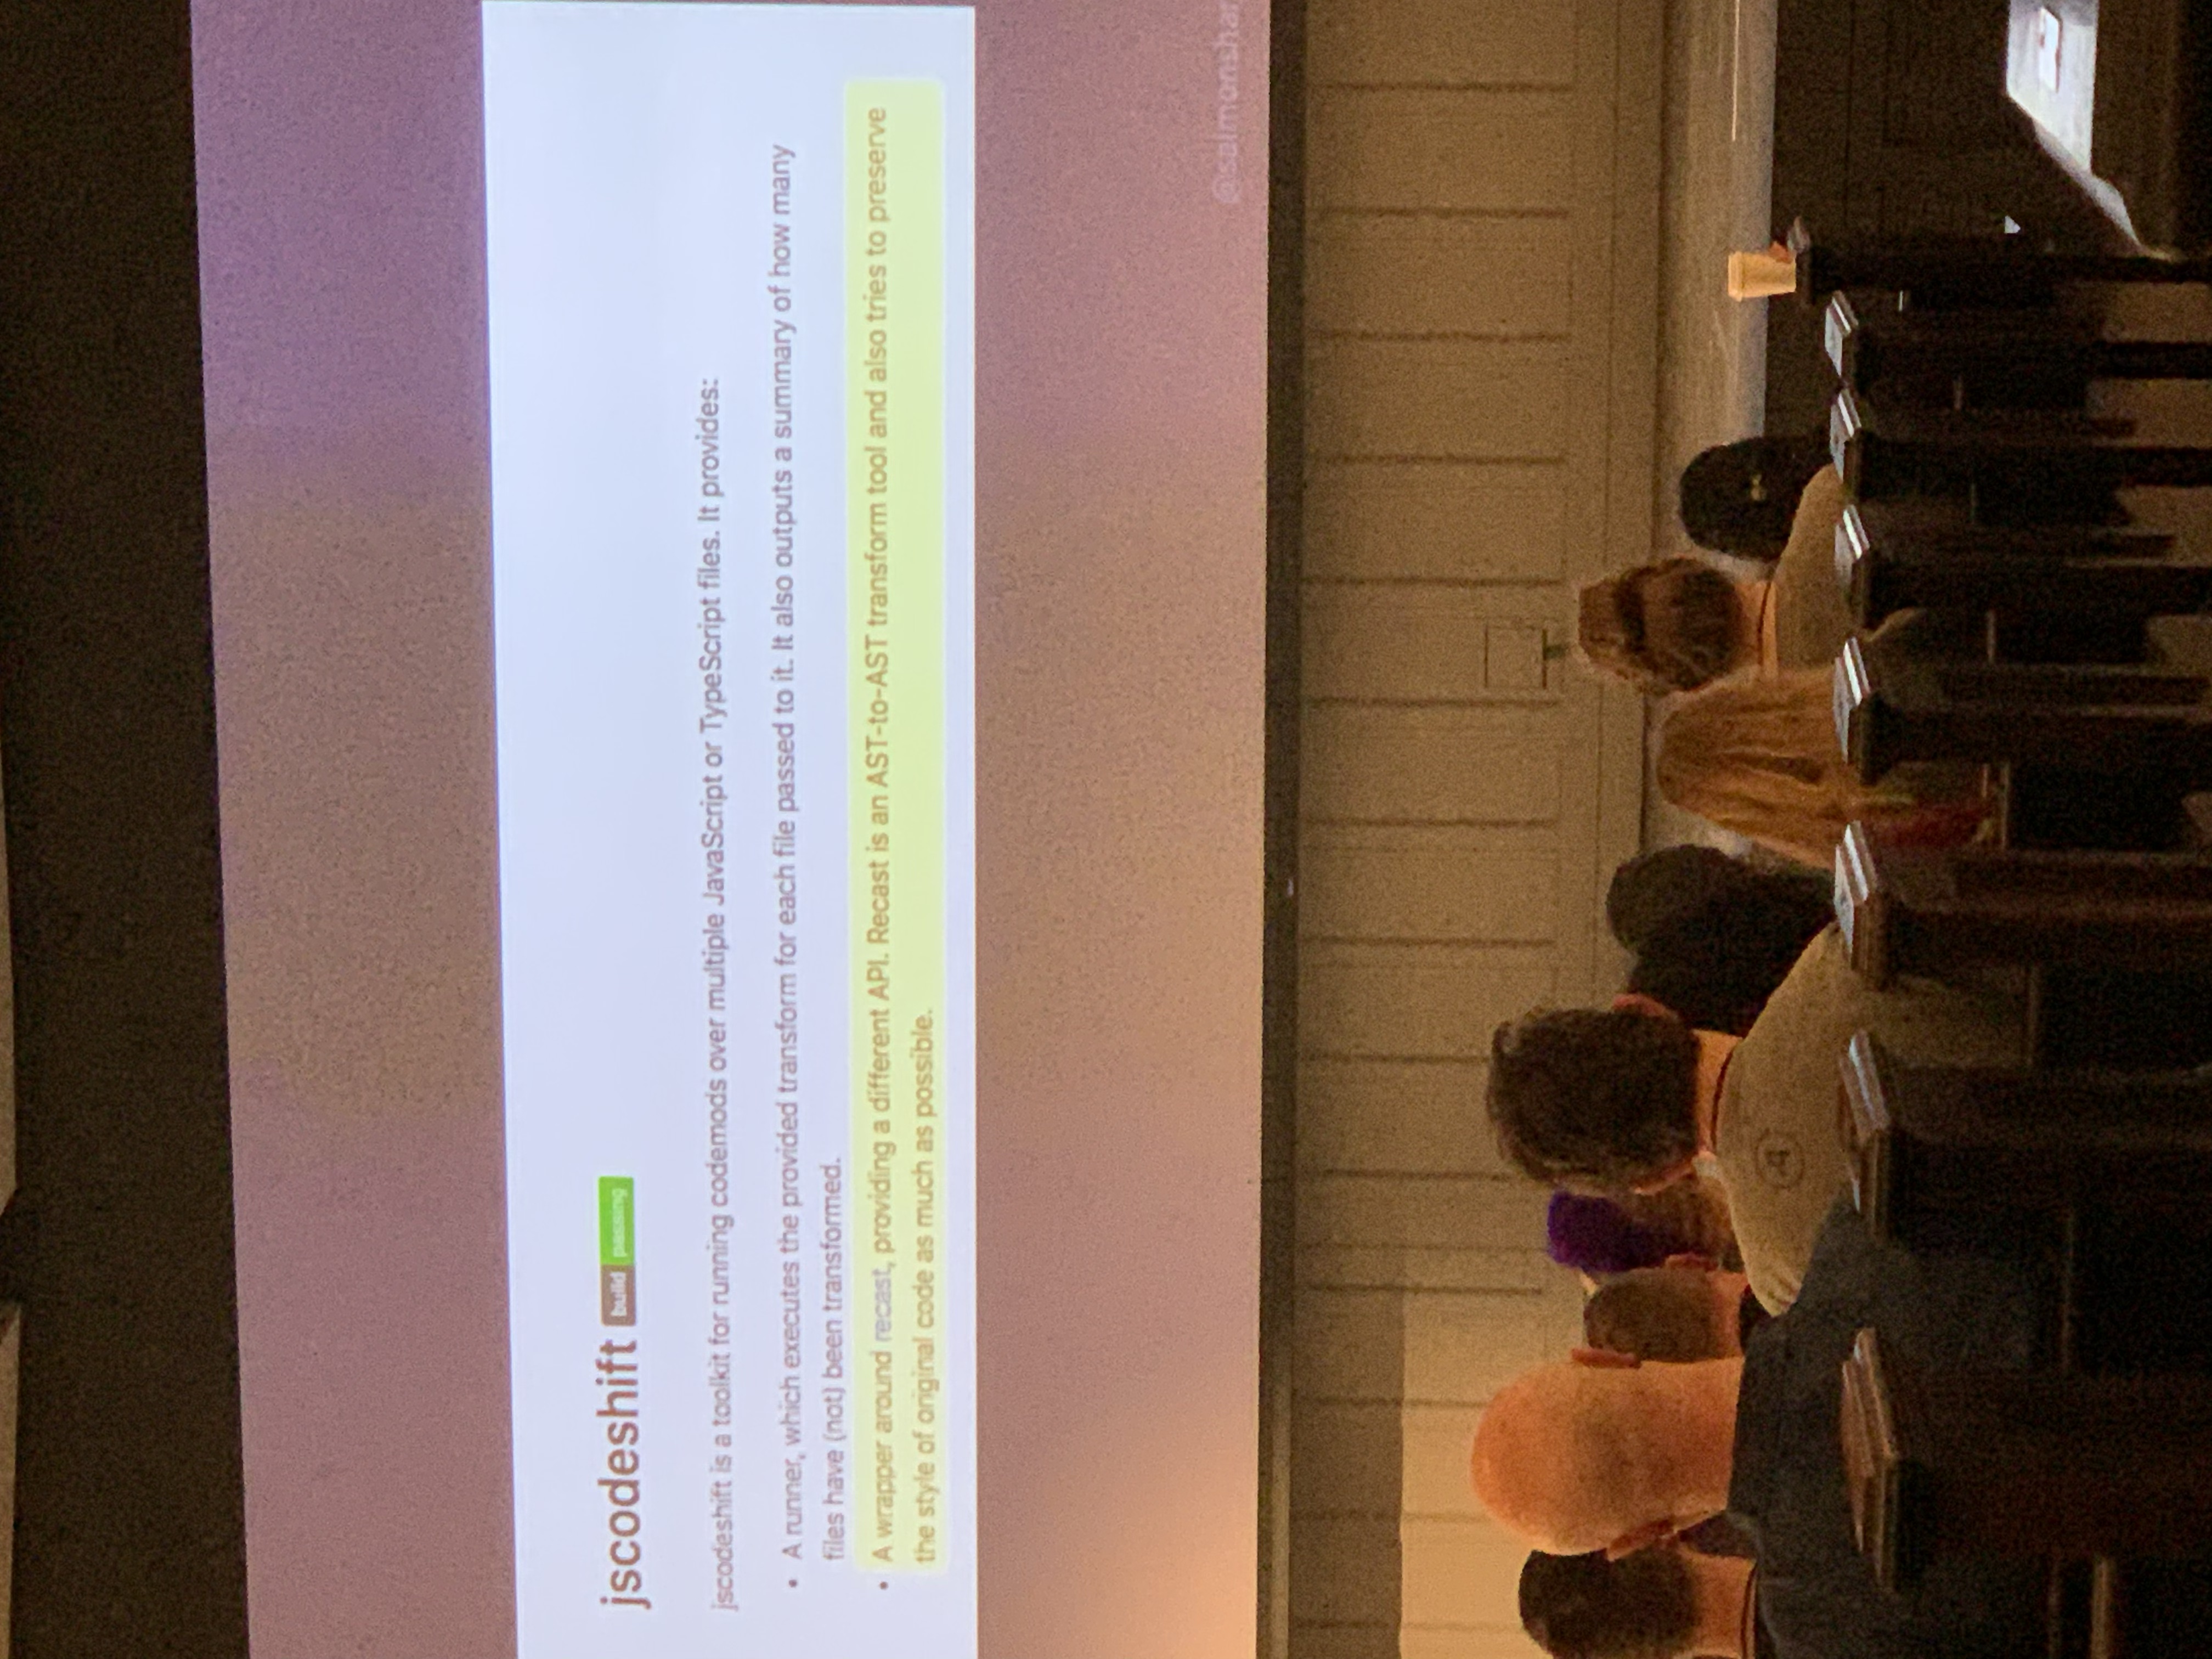 jscodeshift build passing
jscodeshift is a toolkit for running codemods over multiple JavaScript or TypeScript files. It provides:
• A runner, which executes the provided transform for each file passed to it. It also outputs a summary of how many
files have (not) been transformed.
• A wrapper around recast, providing a different API. Recast is an AST-to-AST transform tool and also tries to preserve
the style of original code as much as possible.
@salmonshar